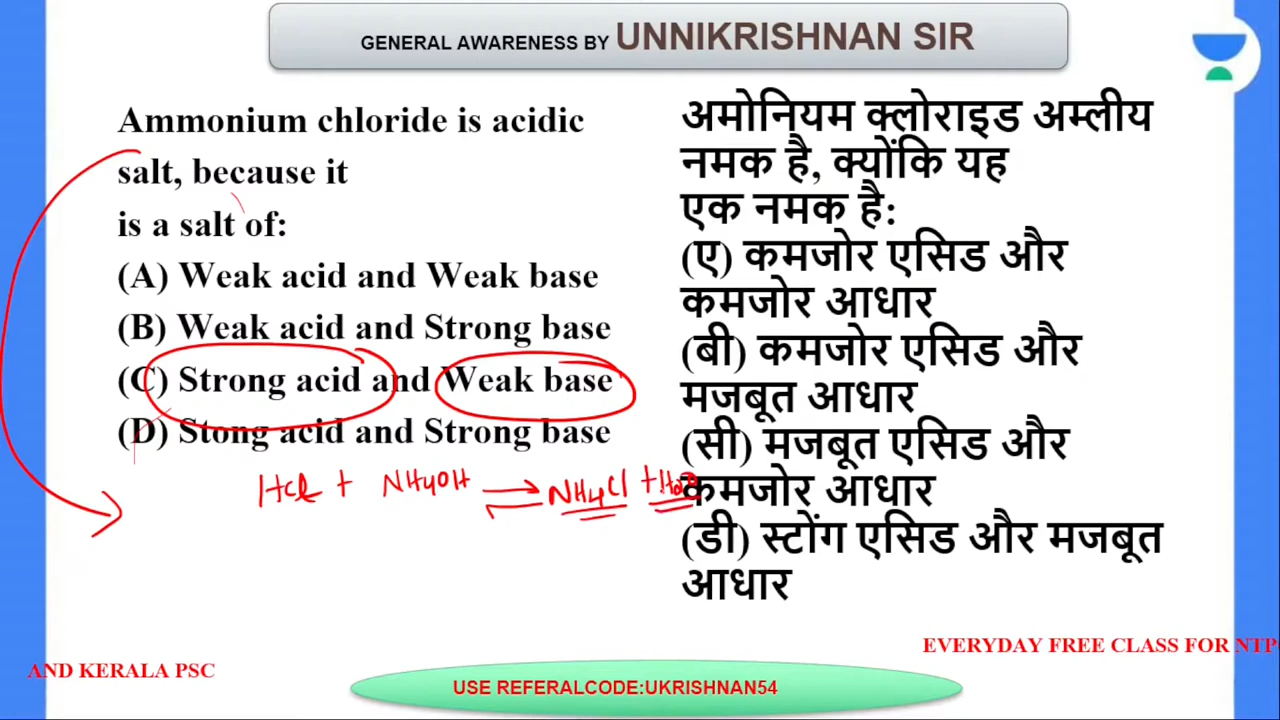 GENERAL AWARENESS BY UNNIKRISHNAN SIR
Ammonium chloride is acidic
salt, because it
is a salt of:
(A) Weak acid and Weak base
(B) Weak acid and Strong base
(C) Strong acid and Weak base
(D) Stong acid and Strong base
HCl + NH4OH ⇌ NH4Cl + H2O
अमोनियम क्लोराइड अम्लीय
नमक है, क्योंकि यह
एक नमक है:
(ए) कमजोर एसिड और
कमजोर आधार
(बी) कमजोर एसिड और
मजबूत आधार
(सी) मजबूत एसिड और
कमजोर आधार
(डी) स्टोंग एसिड और मजबूत
आधार
EVERYDAY FREE CLASS FOR NTP
AND KERALA PSC
USE REFERALCODE:UKRISHNAN54